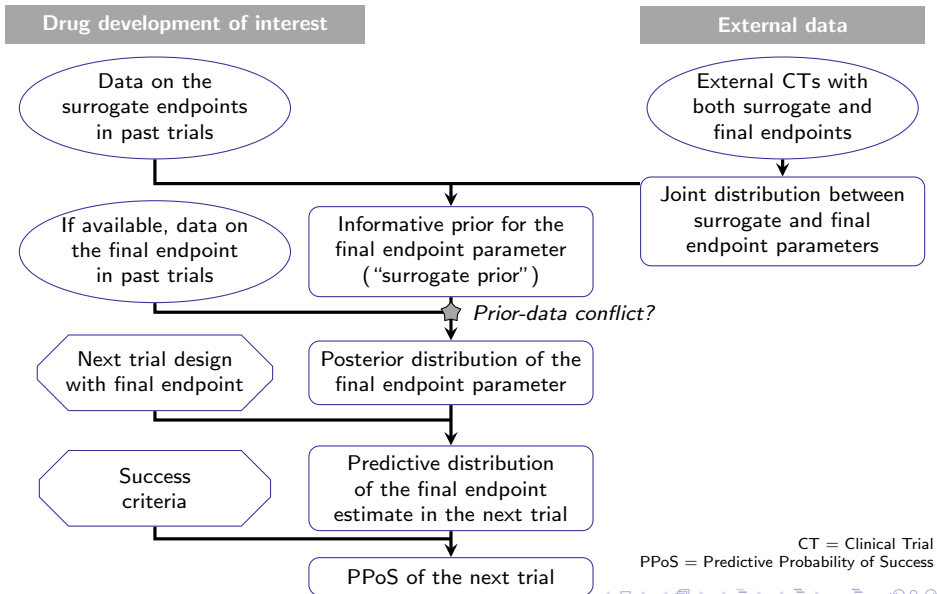 Drug development of interest
External data
Data on the
surrogate endpoints
in past trials
External CTs with
both surrogate and
final endpoints
Joint distribution between
surrogate and final
endpoint parameters
If available, data on
the final endpoint
in past trials
Informative prior for the
final endpoint parameter
(“surrogate prior”)
Prior-data conflict?
Next trial design
with final endpoint
Posterior distribution of the
final endpoint parameter
Success
criteria
Predictive distribution
of the final endpoint
estimate in the next trial
CT = Clinical Trial
PPoS = Predictive Probability of Success
PPoS of the next trial